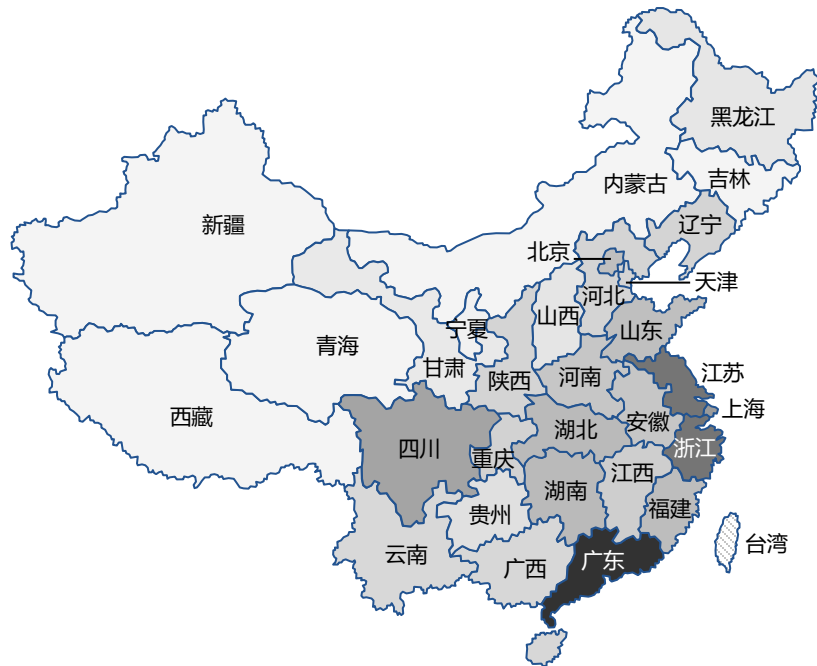 黑龙江
内蒙古
吉林
新疆
辽宁
北京
天津
河北
山西
宁夏
山东
青海
甘肃
陕西
河南
江苏
上海
西藏
安徽
湖北
四川
浙江
重庆
江西
湖南
贵州
福建
台湾
云南
广西
广东